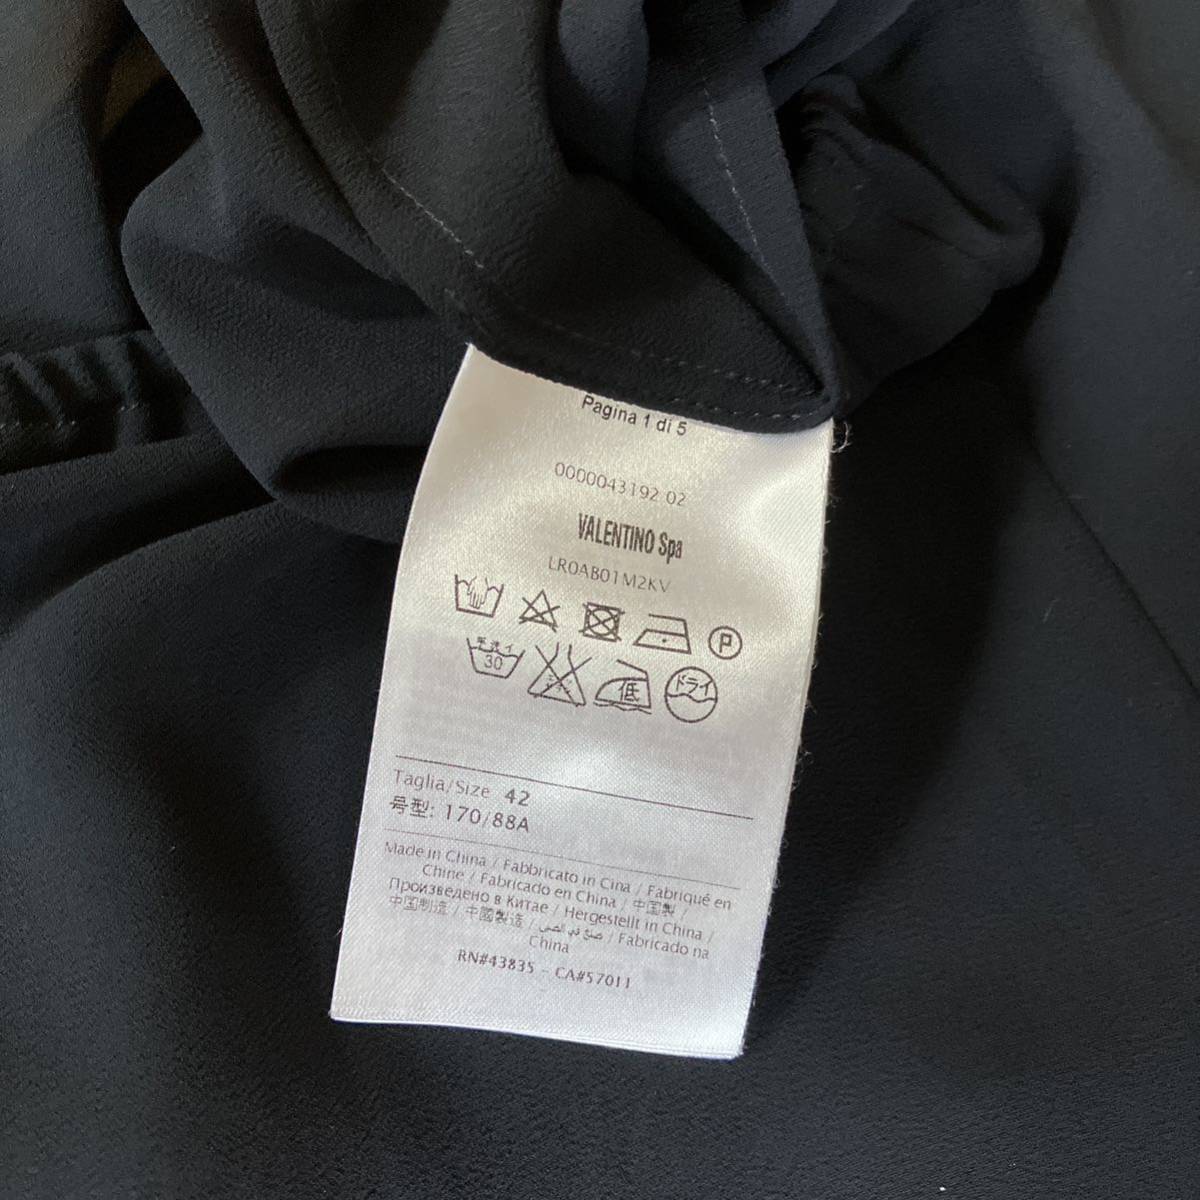 Pagina 1 di 5
0000043192 02
VALENTINO Spa
LR0AB01M2KV
P
手洗イ
30
低
ドライ
Taglia/Size 42
号型: 170/88A
Made in China / Fabbricato in Cina / Fabriqué en
Chine / Fabricado en China / 中国製 /
Произведено в Китае / Hergestellt in China /
中国制造 / 中國製造 / صنع في الصين / Fabricado na
China
RN#43835 - CA#57011